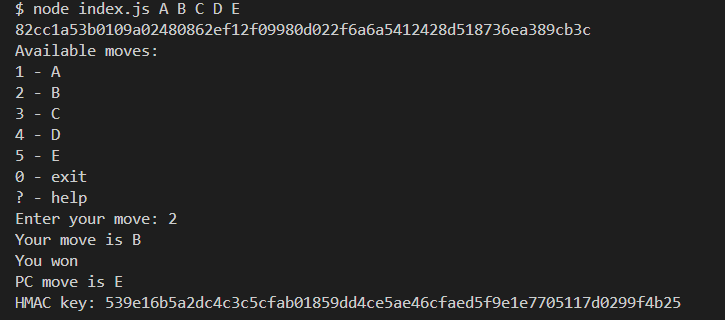 $ node index.js A B C D E
82cc1a53b0109a02480862ef12f09980d022f6a6a5412428d518736ea389cb3c
Available moves:
1 - A
2 - B
3 - C
4 - D
5 - E
0 - exit
? - help
Enter your move: 2
Your move is B
You won
PC move is E
HMAC key: 539e16b5a2dc4c3c5cfab01859dd4ce5ae46cfaed5f9e1e7705117d0299f4b25